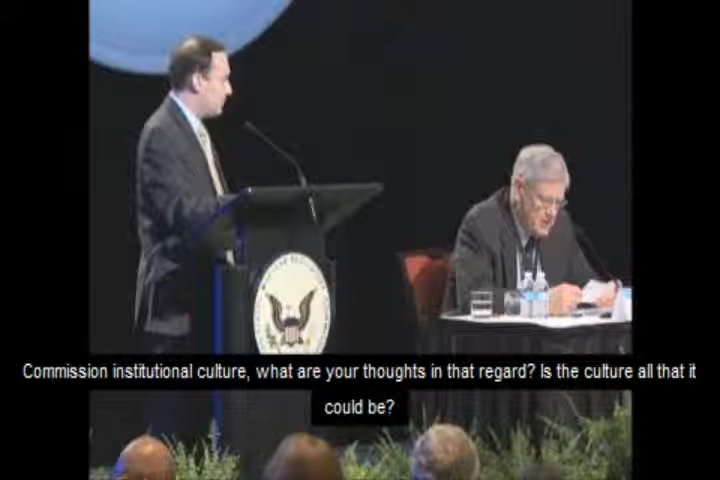 Commission institutional culture, what are your thoughts in that regard? Is the culture all that it
could be?